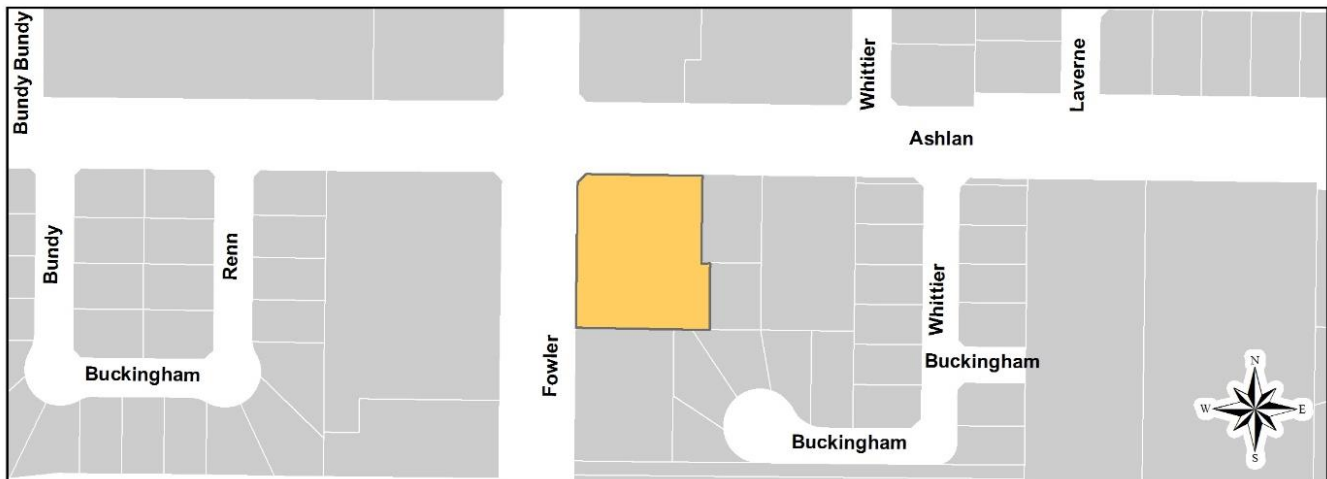 Bundy Bundy
Whittier
Laverne
Ashlan
Bundy
Renn
Whittier
Fowler
Buckingham
Buckingham
Buckingham
N
W
E
S